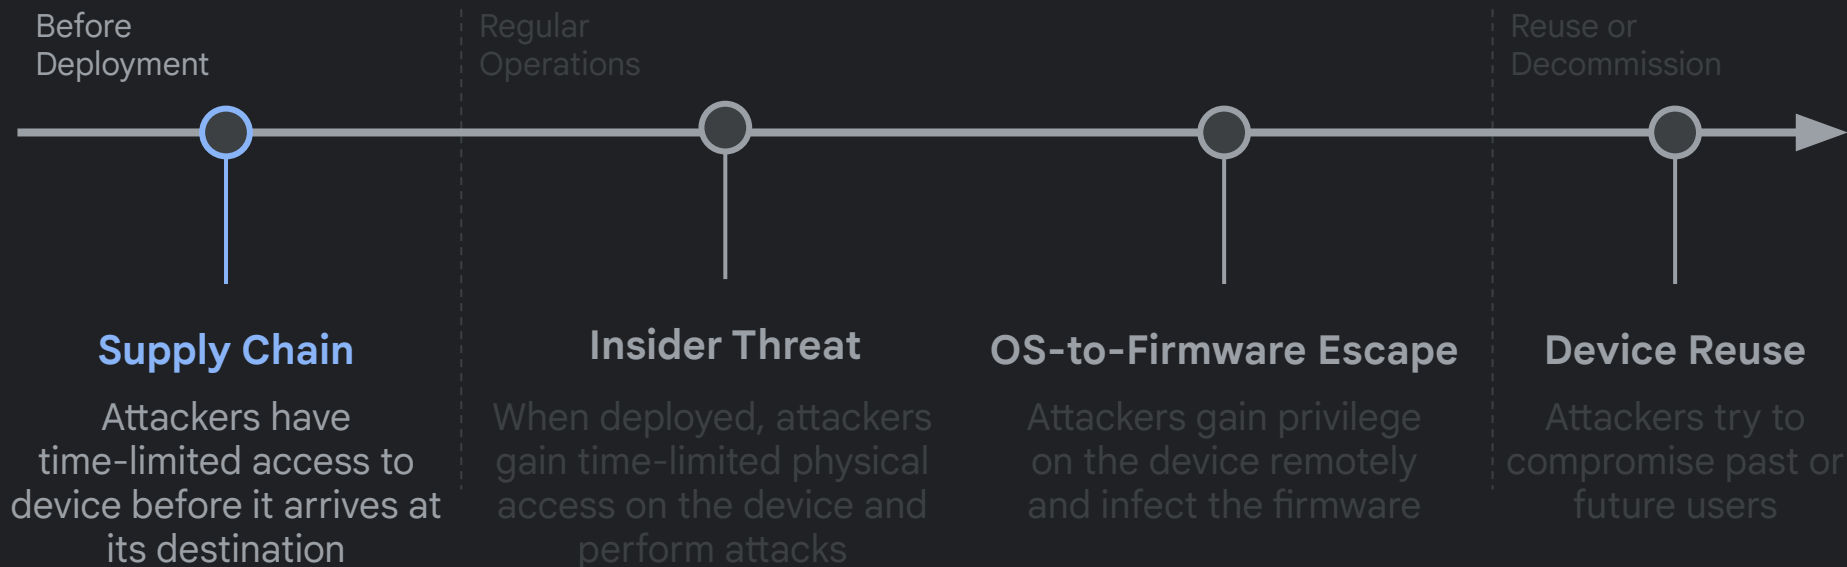 Before
Deployment
Regular
Operations
Reuse or
Decommission
Supply Chain
Attackers have
time-limited access to
device before it arrives at
its destination
Insider Threat
When deployed, attackers
gain time-limited physical
access on the device and
perform attacks
OS-to-Firmware Escape
Attackers gain privilege
on the device remotely
and infect the firmware
Device Reuse
Attackers try to
compromise past or
future users